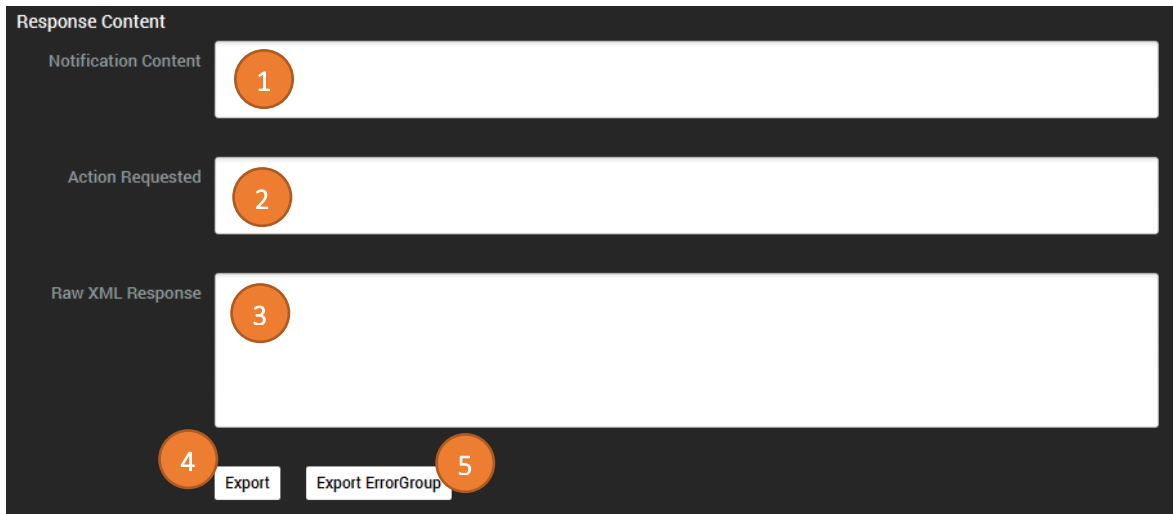 Response Content
Notification Content
1
Action Requested
2
Raw XML Response
3
4
Export
Export ErrorGroup
5